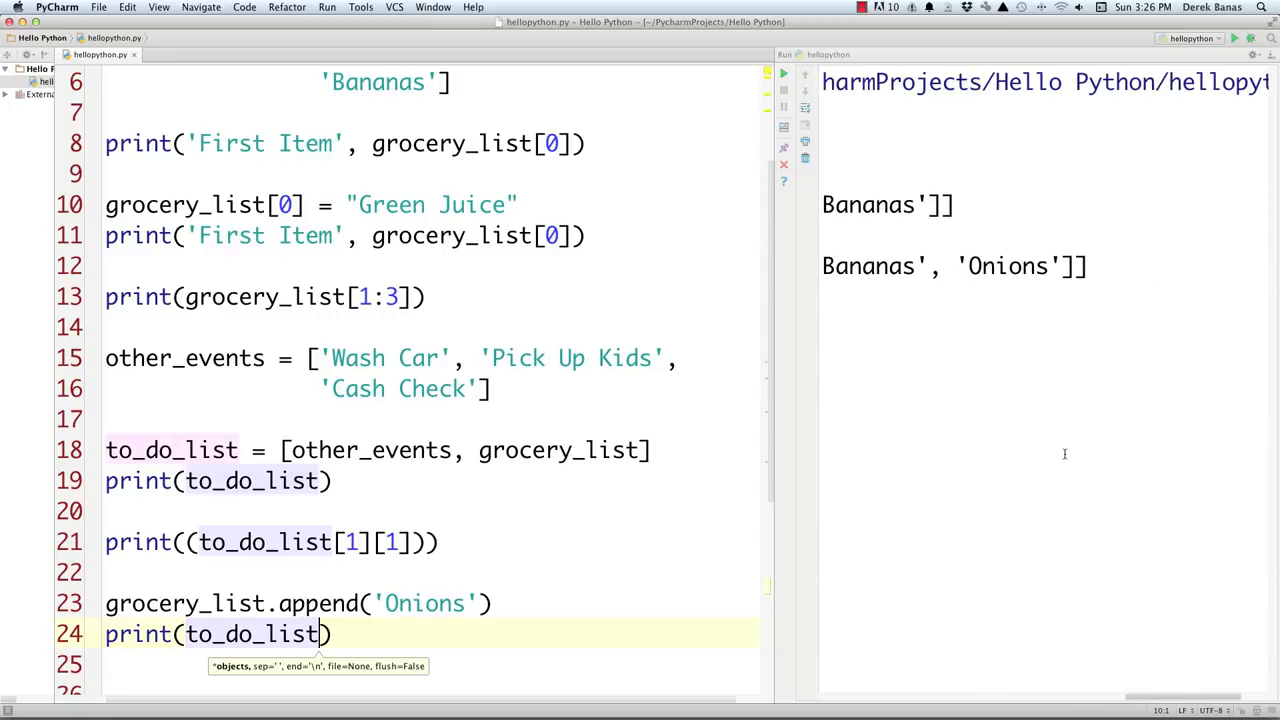 PyCharm File Edit View Navigate Code Refactor Run Tools VCS Window Help 10 Sun 3:26 PM Derek Banas
hellopython.py - Hello Python - [~/PycharmProjects/Hello Python]
Hello Python hellopython.py hellopython
hellopython.py
Run hellopython
Hello P
hell
Extern
6 'Bananas']
7
8 print('First Item', grocery_list[0])
9
10 grocery_list[0] = "Green Juice"
11 print('First Item', grocery_list[0])
12
13 print(grocery_list[1:3])
14
15 other_events = ['Wash Car', 'Pick Up Kids',
16 'Cash Check']
17
18 to_do_list = [other_events, grocery_list]
19 print(to_do_list)
20
21 print((to_do_list[1][1]))
22
23 grocery_list.append('Onions')
24 print(to_do_list)
*objects, sep=' ', end='\n', file=None, flush=False
25
26
harmProjects/Hello Python/hellopyt
Bananas']]
Bananas', 'Onions']]
10:1 LF UTF-8